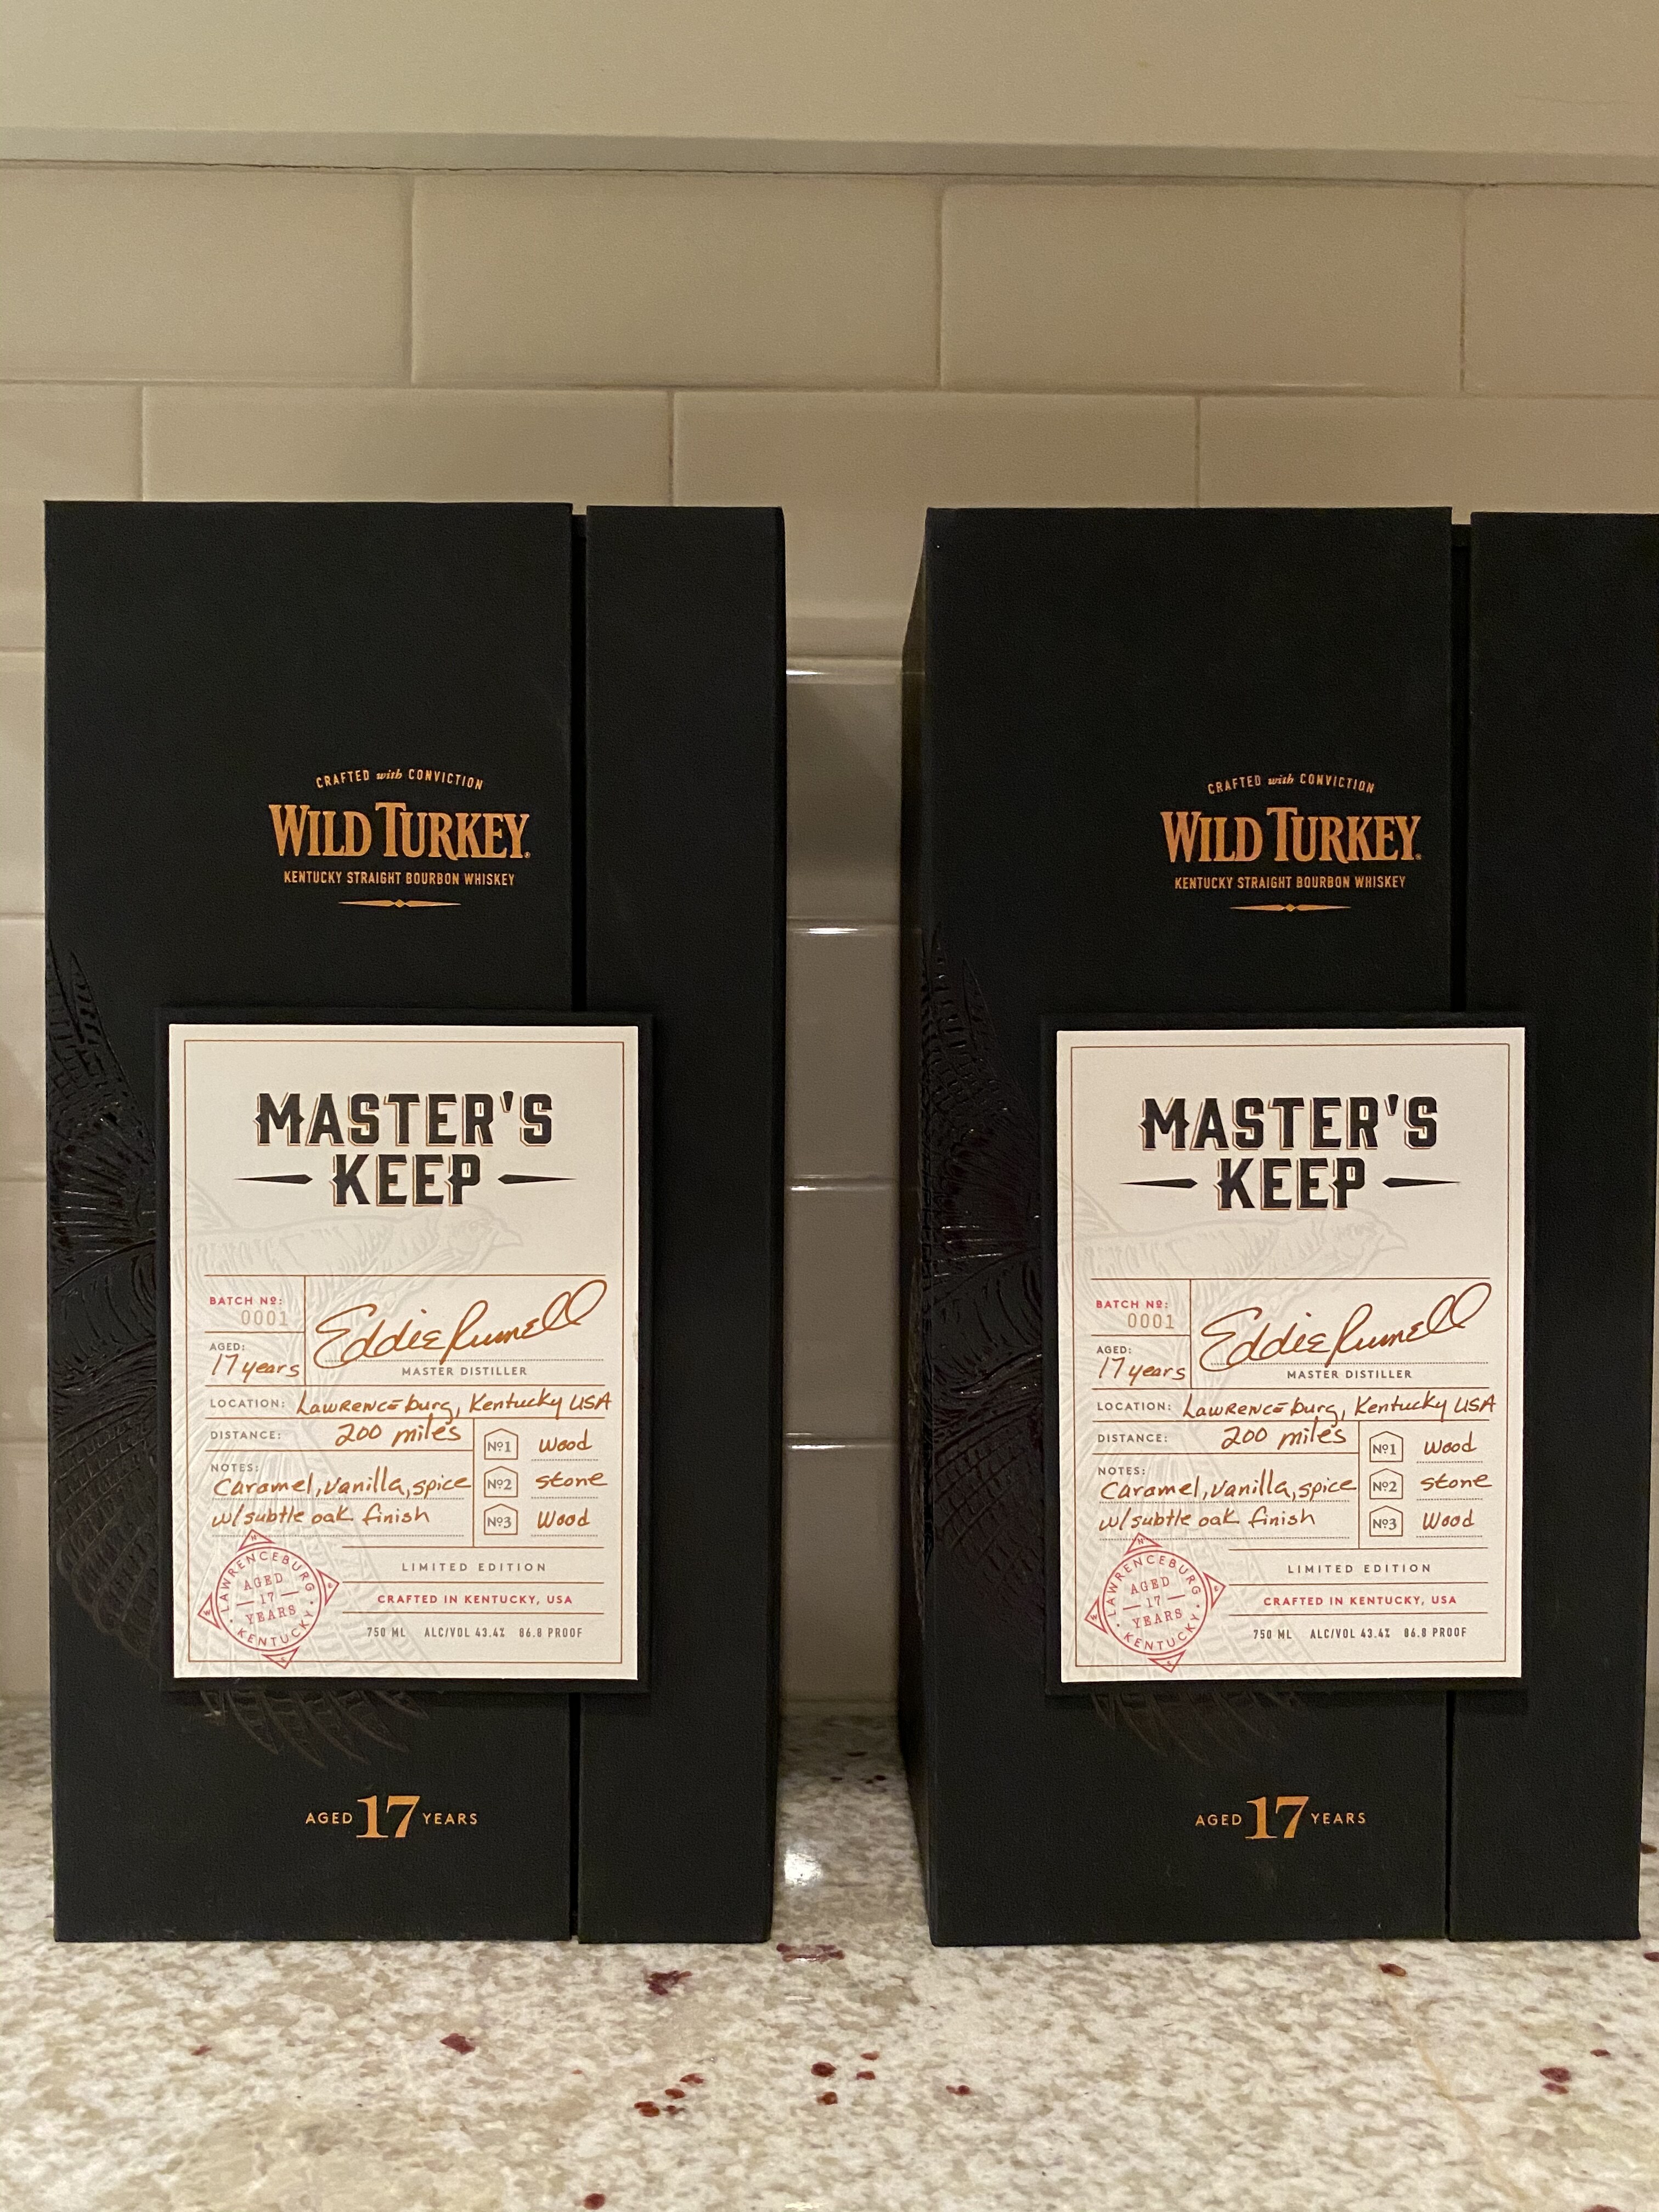 CRAFTED with CONVICTION
WILD TURKEY®
KENTUCKY STRAIGHT BOURBON WHISKEY
MASTER'S
KEEP
BATCH Nº:
0001
AGED:
17 years
Eddie Russell
MASTER DISTILLER
LOCATION: Lawrenceburg, Kentucky USA
DISTANCE: 200 miles
NOTES:
Caramel, vanilla, spice
w/subtle oak finish
Nº1 Wood
Nº2 stone
Nº3 Wood
LAWRENCEBURG
AGED
17
YEARS
KENTUCKY
LIMITED EDITION
CRAFTED IN KENTUCKY, USA
750 ML ALC/VOL 43.4% 86.8 PROOF
AGED 17 YEARS
CRAFTED with CONVICTION
WILD TURKEY®
KENTUCKY STRAIGHT BOURBON WHISKEY
MASTER'S
KEEP
BATCH Nº:
0001
AGED:
17 years
Eddie Russell
MASTER DISTILLER
LOCATION: Lawrenceburg, Kentucky USA
DISTANCE: 200 miles
NOTES:
Caramel, vanilla, spice
w/subtle oak finish
Nº1 Wood
Nº2 stone
Nº3 Wood
LAWRENCEBURG
AGED
17
YEARS
KENTUCKY
LIMITED EDITION
CRAFTED IN KENTUCKY, USA
750 ML ALC/VOL 43.4% 86.8 PROOF
AGED 17 YEARS